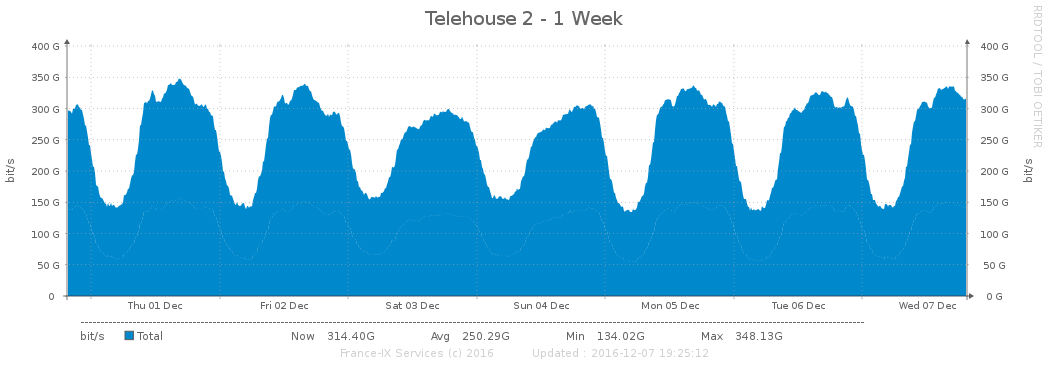 Telehouse 2 - 1 Week
RRDTOOL / TOBI OETIKER
400 G 400 G
350 G 350 G
300 G 300 G
250 G 250 G
200 G 200 G
150 G 150 G
100 G 100 G
50 G 50 G
0 0 G
bit/s bit/s
Thu 01 Dec Fri 02 Dec Sat 03 Dec Sun 04 Dec Mon 05 Dec Tue 06 Dec Wed 07 Dec
bit/s Total Now 314.40G Avg 250.29G Min 134.02G Max 348.13G
France-IX Services (c) 2016 Updated : 2016-12-07 19:25:12